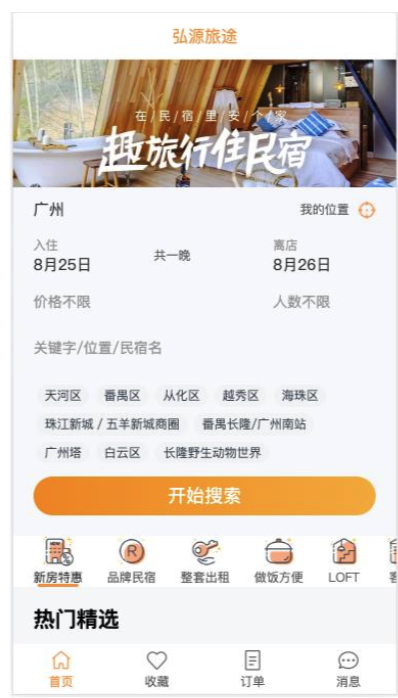 弘源旅途
在/民/宿/里/安/个/家
趣旅行住民宿
广州 我的位置
入住 离店
8月25日 共一晚 8月26日
价格不限 人数不限
关键字/位置/民宿名
天河区 番禺区 从化区 越秀区 海珠区
珠江新城 / 五羊新城商圈 番禺长隆/广州南站
广州塔 白云区 长隆野生动物世界
开始搜索
R
新房特惠 品牌民宿 整套出租 做饭方便 LOFT
热门精选
首页 收藏 订单 消息